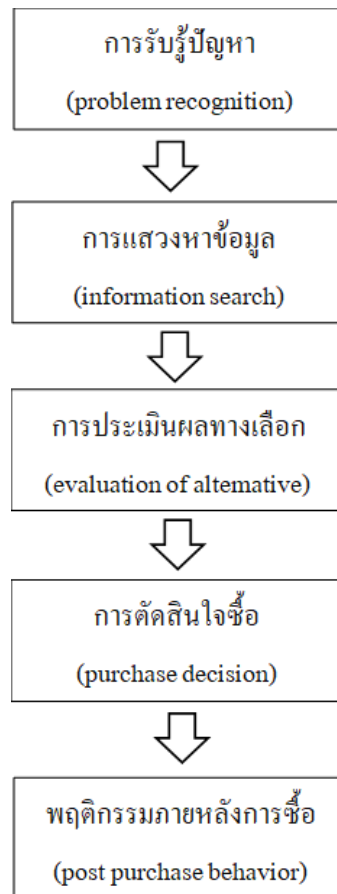 การรับรู้ปัญหา
(problem recognition)
การแสวงหาข้อมูล
(information search)
การประเมินผลทางเลือก
(evaluation of altemative)
การตัดสินใจซื้อ
(purchase decision)
พฤติกรรมภายหลังการซื้อ
(post purchase behavior)